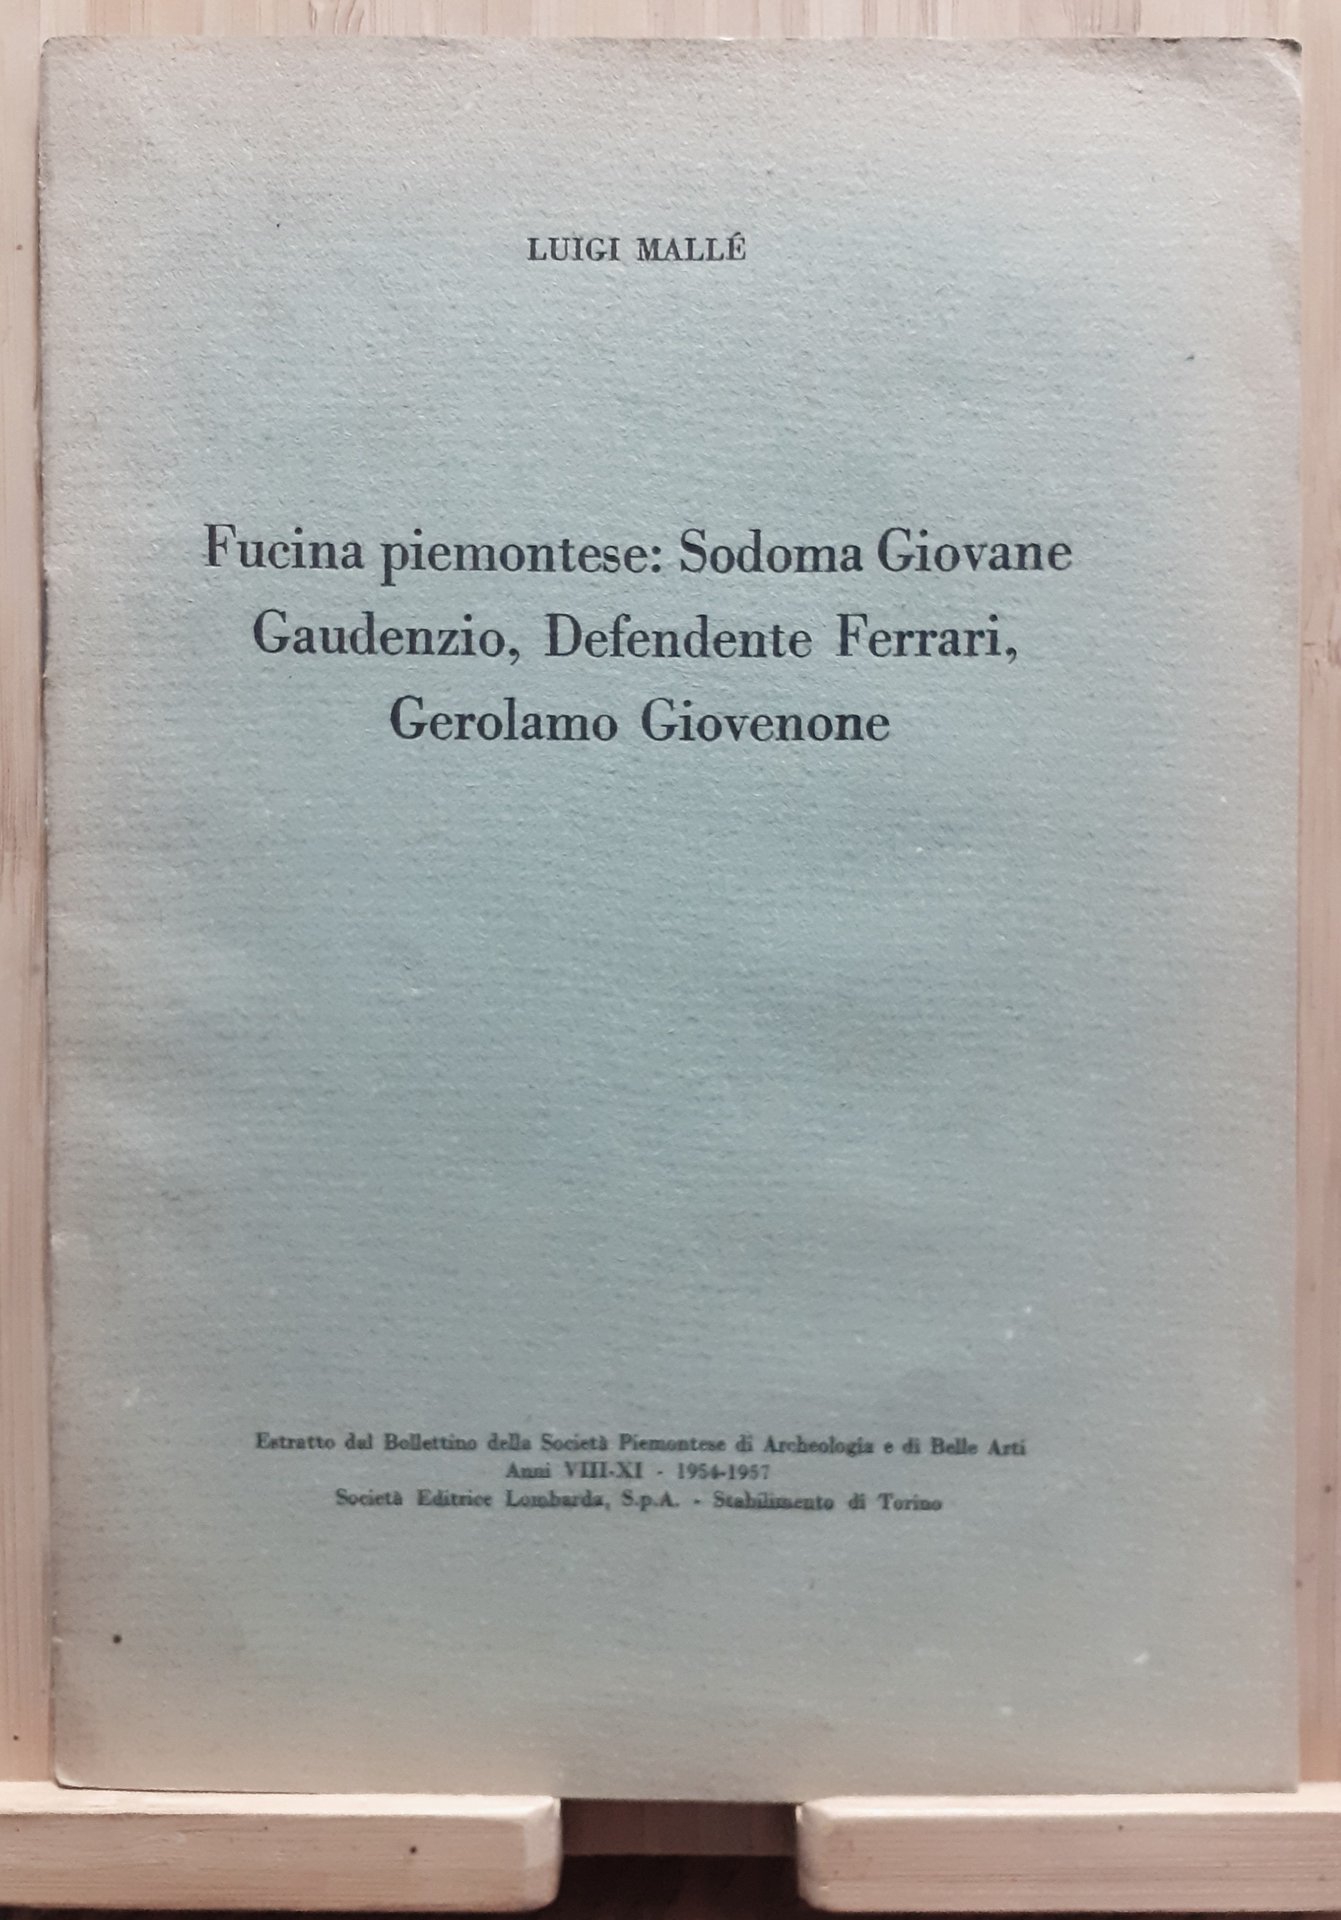 LUIGI MALLÉ
Fucina piemontese: Sodoma Giovane
Gaudenzio, Defendente Ferrari,
Gerolamo Giovenone
Estratto dal Bollettino della Società Piemontese di Archeologia e di Belle Arti
Anni VIII-XI - 1954-1957
Società Editrice Lombarda, S.p.A. - Stabilimento di Torino